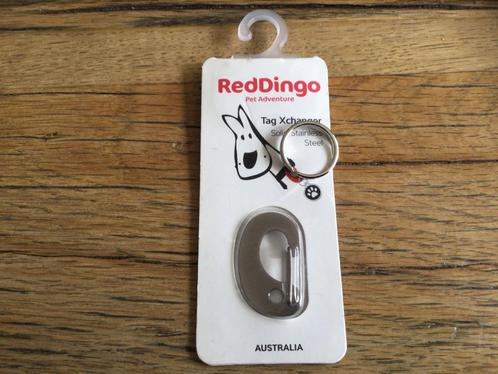 RedDingo
Pet Adventure
Tag Xchanger
Solid Stainless
Steel
AUSTRALIA